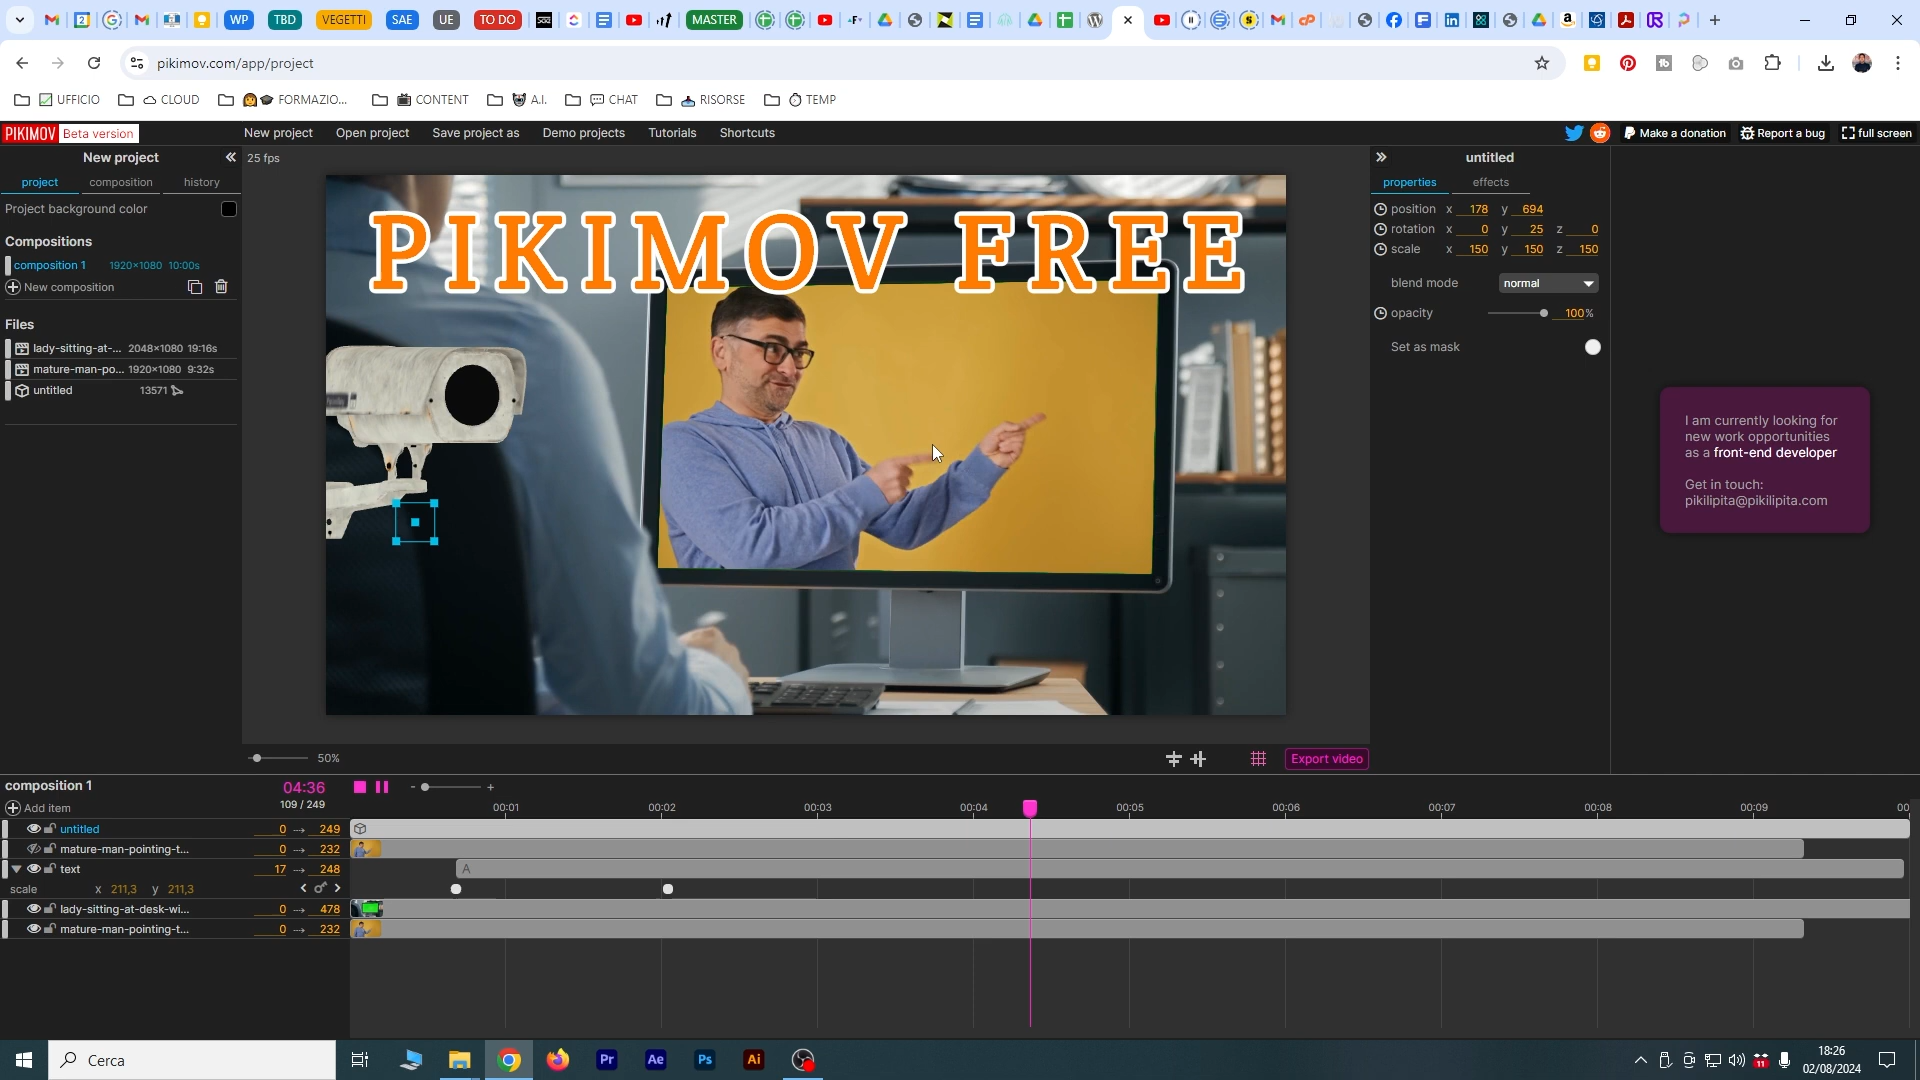 WP
TBD
VEGETTI
SAE
UE
TO DO
MASTER
pikimov.com/app/project
UFFICIO
CLOUD
FORMAZIO...
CONTENT
A.I.
CHAT
RISORSE
TEMP
PIKIMOV Beta version
New project
Open project
Save project as
Demo projects
Tutorials
Shortcuts
Make a donation
Report a bug
full screen
New project
25 fps
project composition history
Project background color
Compositions
composition 1 1920×1080 10:00s
New composition
Files
lady-sitting-at-... 2048×1080 19:16s
mature-man-po... 1920×1080 9:32s
untitled 13571
PIKIMOV FREE
untitled
properties effects
position x 178 y 694
rotation x 0 y 25 z 0
scale x 150 y 150 z 150
blend mode normal
opacity 100%
Set as mask
I am currently looking for
new work opportunities
as a front-end developer
Get in touch:
pikilipita@pikilipita.com
50%
Export video
composition 1 04:36
- +
Add item 109 / 249
00:01 00:02 00:03 00:04 00:05 00:06 00:07 00:08 00:09 00
untitled 0 → 249
mature-man-pointing-t... 0 → 232
text 17 → 248
A
scale x 211,3 y 211,3
lady-sitting-at-desk-wi... 0 → 478
mature-man-pointing-t... 0 → 232
Cerca
Pr
Ae
Ps
Ai
11
18:26
02/08/2024